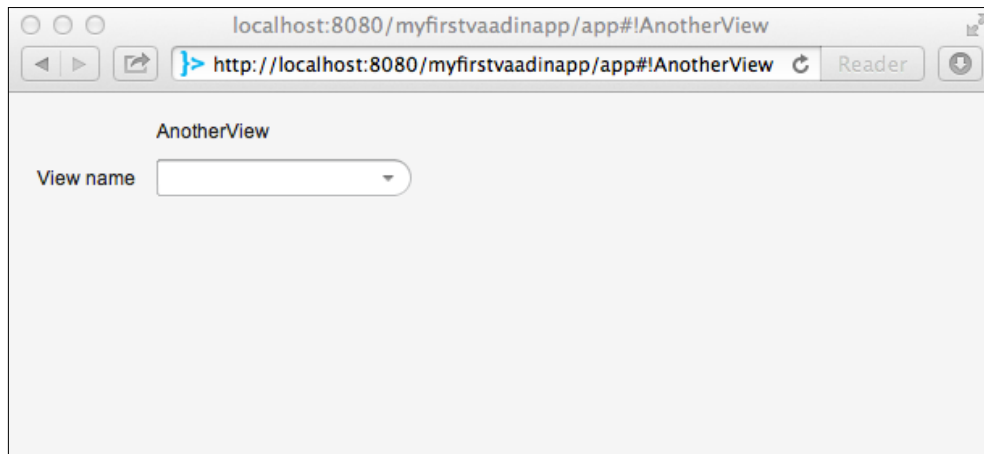 localhost:8080/myfirstvaadinapp/app#!AnotherView
}> http://localhost:8080/myfirstvaadinapp/app#!AnotherView Reader
AnotherView
View name